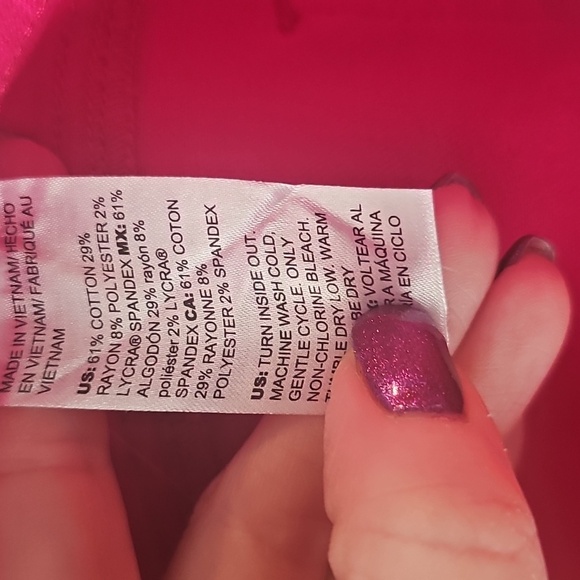 MADE IN VIETNAM/ HECHO
EN VIETNAM/ FABRIQUÉ AU
VIETNAM
US: 61% COTTON 29%
RAYON 8% POLYESTER 2%
LYCRA® SPANDEX MX: 61%
ALGODÓN 29% rayón 8%
poliéster 2% LYCRA®
SPANDEX CA: 61% COTON
29% RAYONNE 8%
POLYESTER 2% SPANDEX
US: TURN INSIDE OUT.
MACHINE WASH COLD,
GENTLE CYCLE. ONLY
NON-CHLORINE BLEACH.
DRY LOW. WARM
DRY
VOLTEAR AL
MÁQUINA
EN CICLO